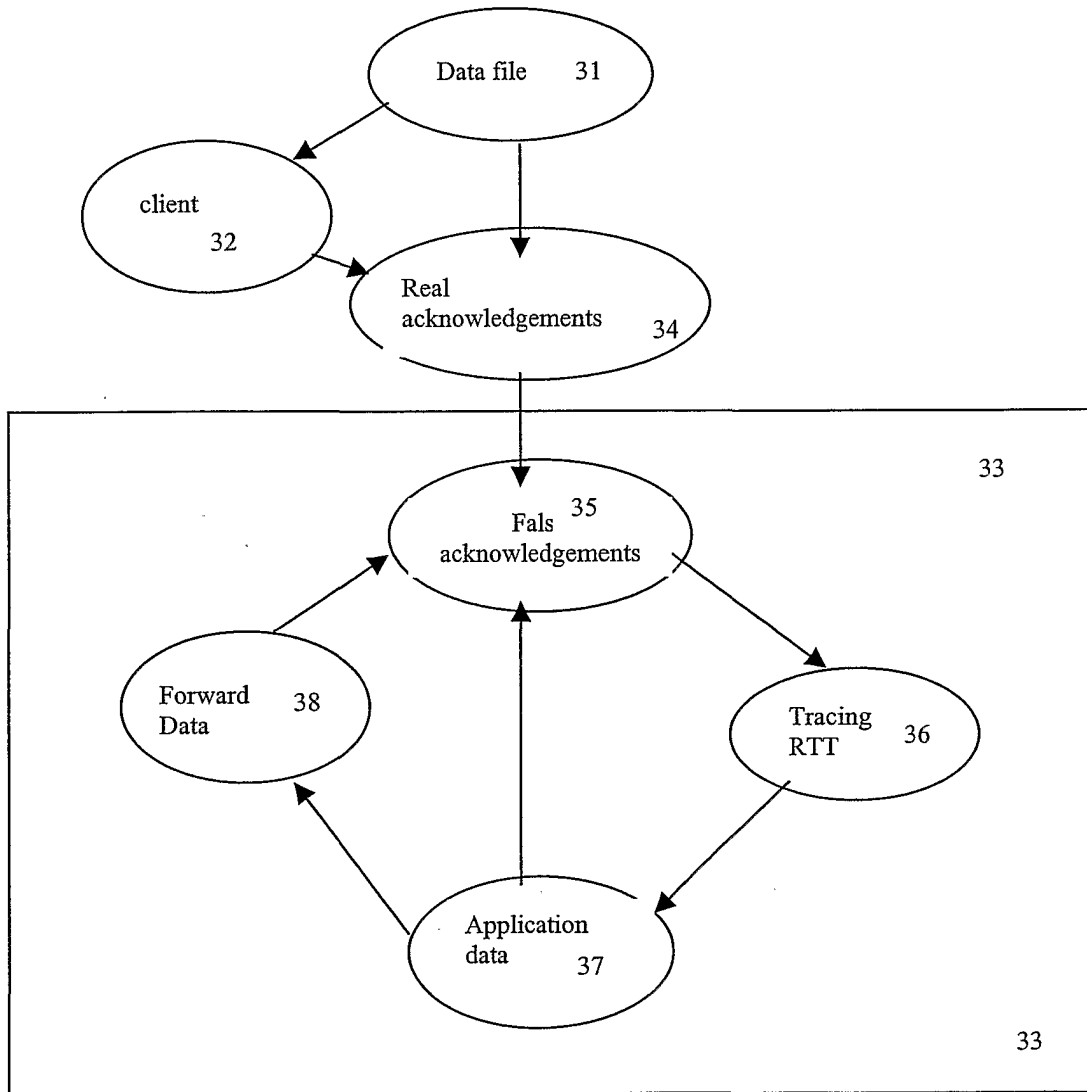 Data file 31
client
32
Real
acknowledgements 34
33
35
Fals
acknowledgements
Forward 38
Data
Tracing 36
RTT
Application
data 37
33